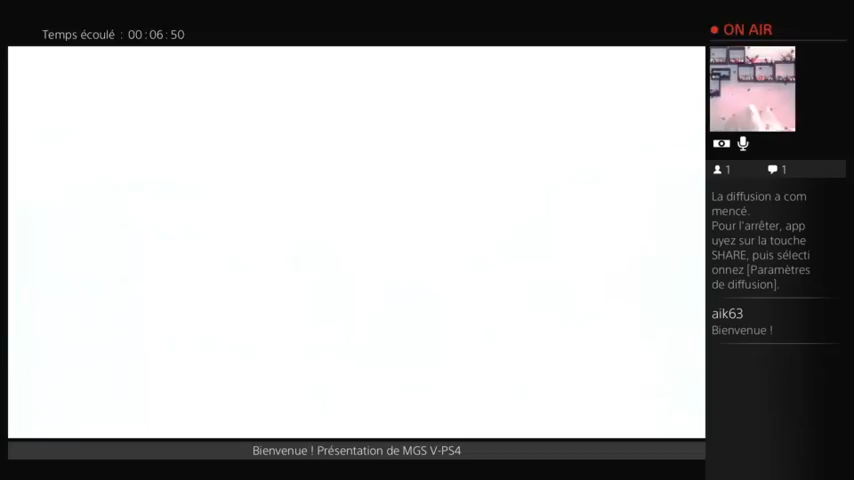 Temps écoulé : 00:06:50
ON AIR
1 1
La diffusion a com
mencé.
Pour l'arrêter, app
uyez sur la touche
SHARE, puis sélecti
onnez [Paramètres
de diffusion].
aik63
Bienvenue !
Bienvenue ! Présentation de MGS V-PS4